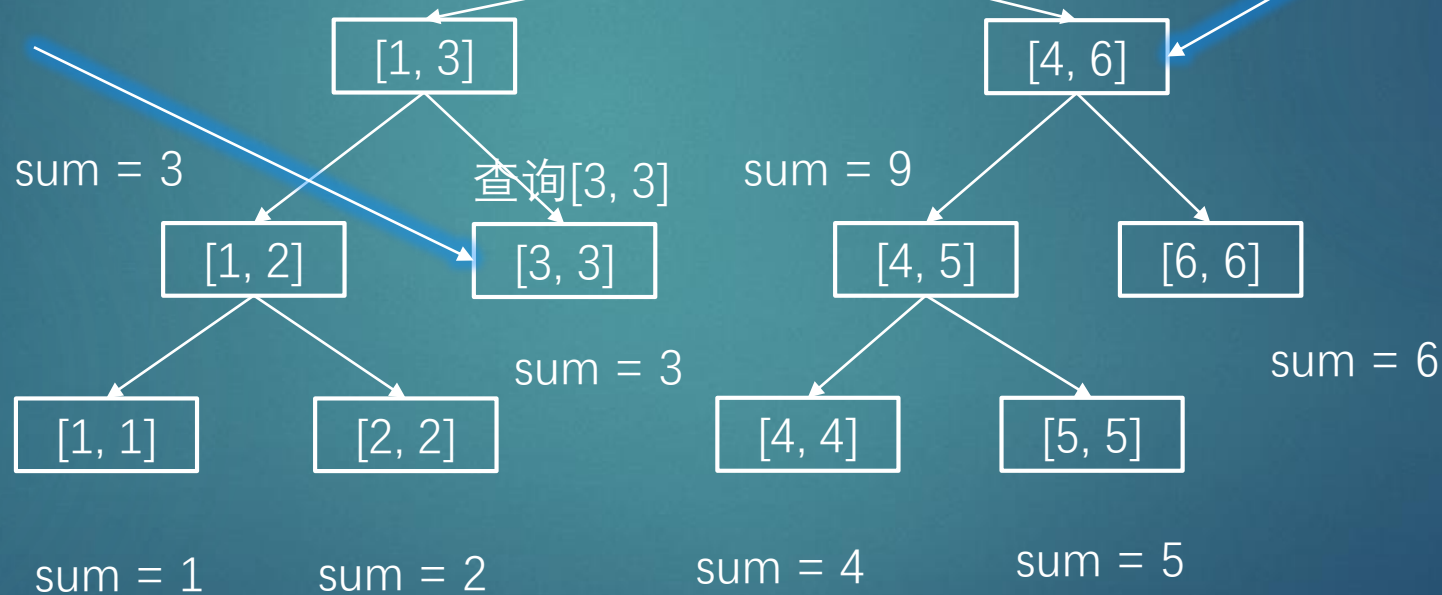 [1, 3]
[4, 6]
sum = 3
查询[3, 3]
sum = 9
[1, 2]
[3, 3]
[4, 5]
[6, 6]
sum = 3
sum = 6
[1, 1]
[2, 2]
[4, 4]
[5, 5]
sum = 1
sum = 2
sum = 4
sum = 5